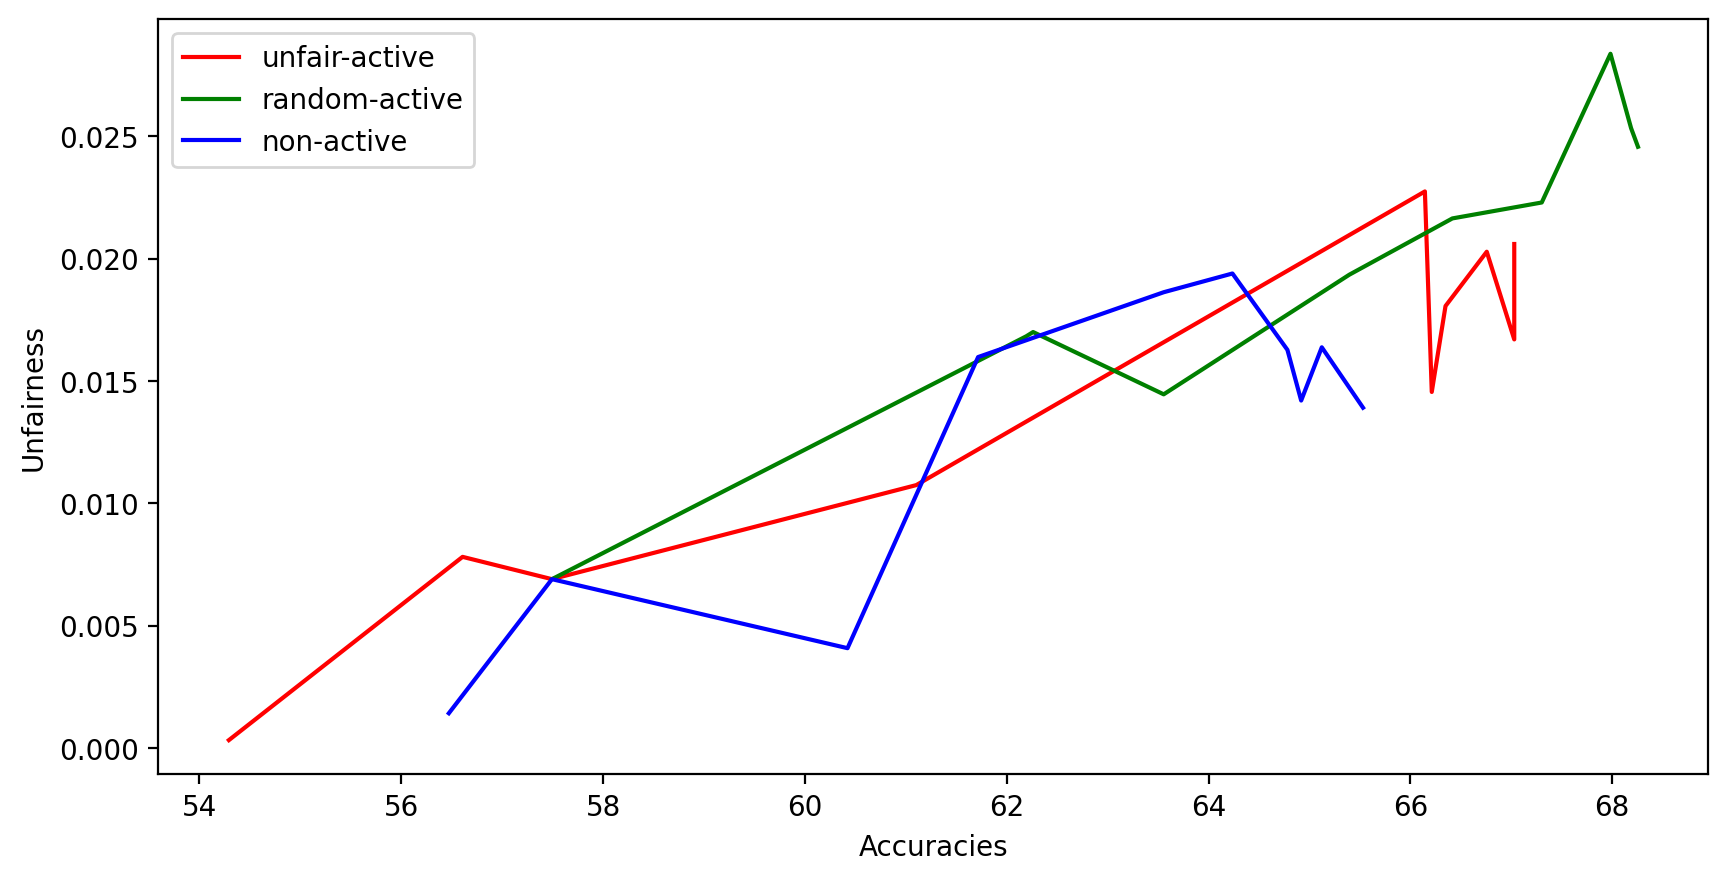 unfair-active
random-active
non-active
Unfairness
0.025
0.020
0.015
0.010
0.005
0.000
54 56 58 60 62 64 66 68
Accuracies